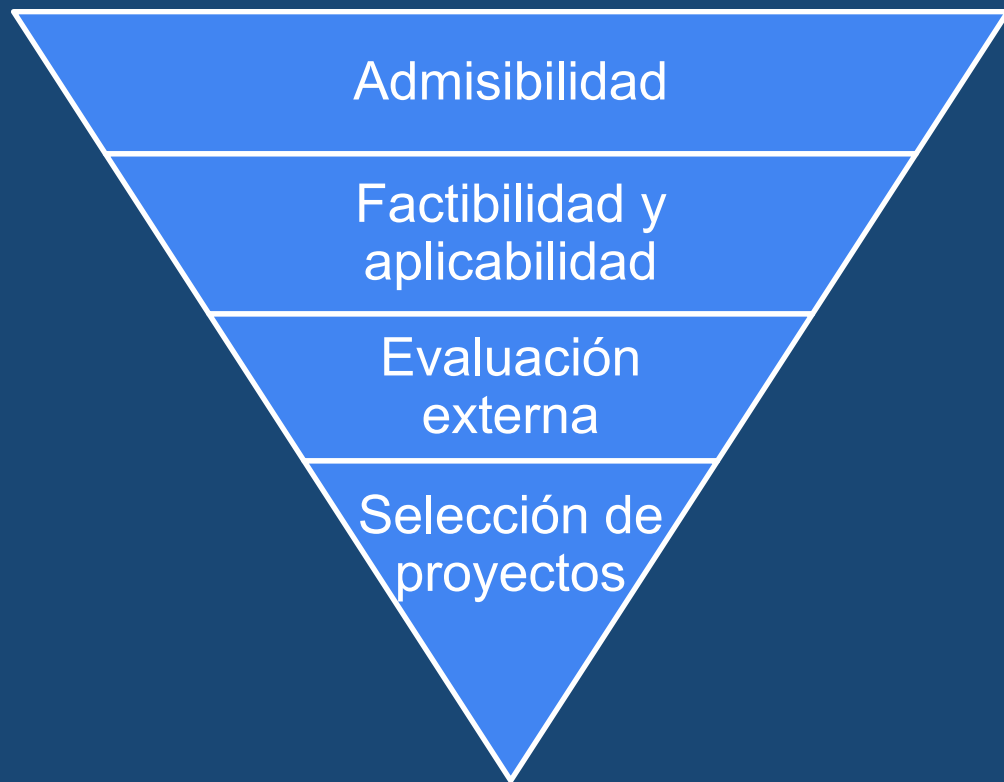 Admisibilidad
Factibilidad y
aplicabilidad
Evaluación
externa
Selección de
proyectos